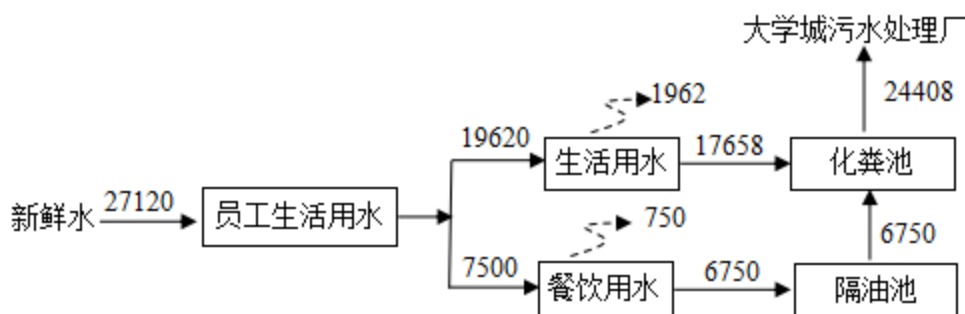 大学城污水处理厂
24408
1962
19620
生活用水
17658
化粪池
新鲜水
27120
员工生活用水
750
6750
7500
餐饮用水
6750
隔油池